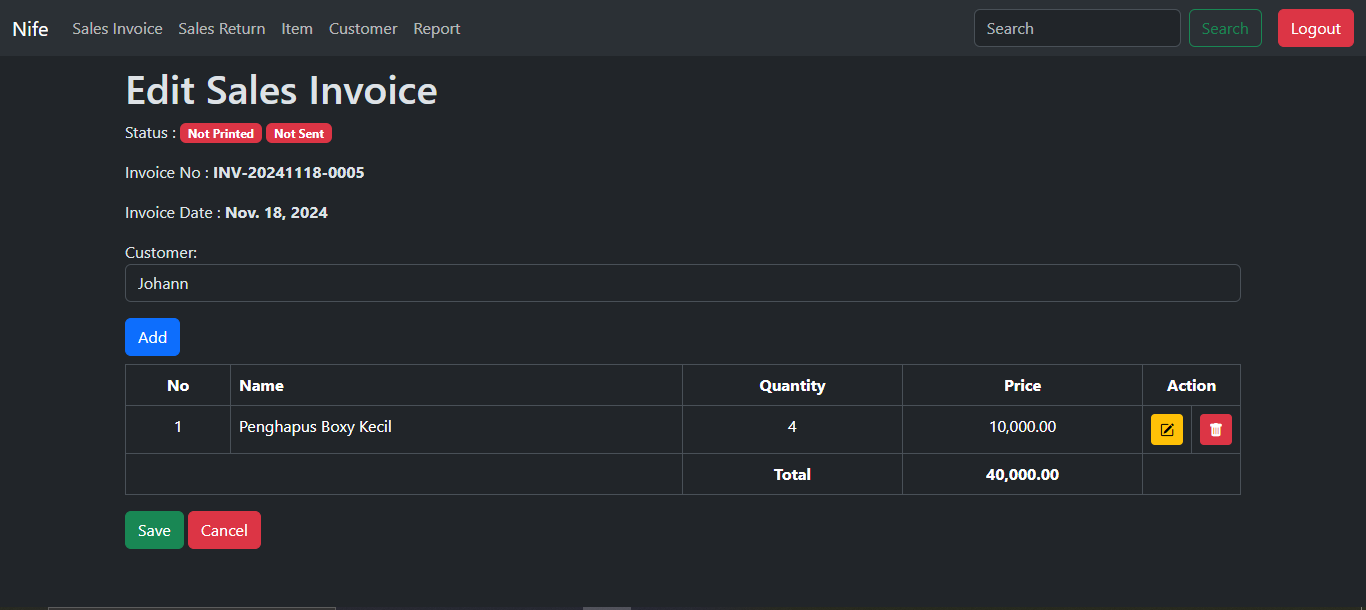 Nife Sales Invoice Sales Return Item Customer Report Search Search Logout
Edit Sales Invoice
Status : Not Printed Not Sent
Invoice No : INV-20241118-0005
Invoice Date : Nov. 18, 2024
Customer:
Johann
Add
No Name Quantity Price Action
1 Penghapus Boxy Kecil 4 10,000.00
Total 40,000.00
Save Cancel